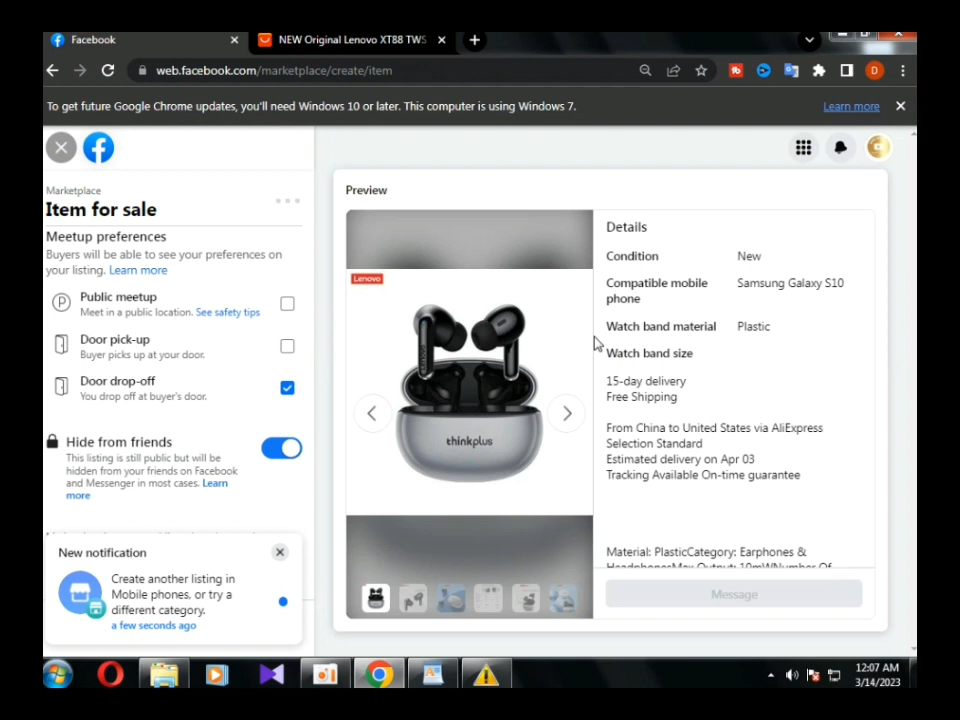 Facebook
NEW Original Lenovo XT88 TWS
web.facebook.com/marketplace/create/item
To get future Google Chrome updates, you'll need Windows 10 or later. This computer is using Windows 7.
Learn more
Marketplace
Item for sale
Meetup preferences
Buyers will be able to see your preferences on
your listing. Learn more
Public meetup
Meet in a public location. See safety tips
Door pick-up
Buyer picks up at your door.
Door drop-off
You drop off at buyer's door.
Hide from friends
This listing is still public but will be
hidden from your friends on Facebook
and Messenger in most cases. Learn
more
New notification
Create another listing in
Mobile phones, or try a
different category.
a few seconds ago
Preview
Lenovo
thinkplus
Details
Condition New
Compatible mobile Samsung Galaxy S10
phone
Watch band material Plastic
Watch band size
15-day delivery
Free Shipping
From China to United States via AliExpress
Selection Standard
Estimated delivery on Apr 03
Tracking Available On-time guarantee
Material: PlasticCategory: Earphones &
HeadphonesMax Output: 10mWNumber Of
Message
12:07 AM
3/14/2023